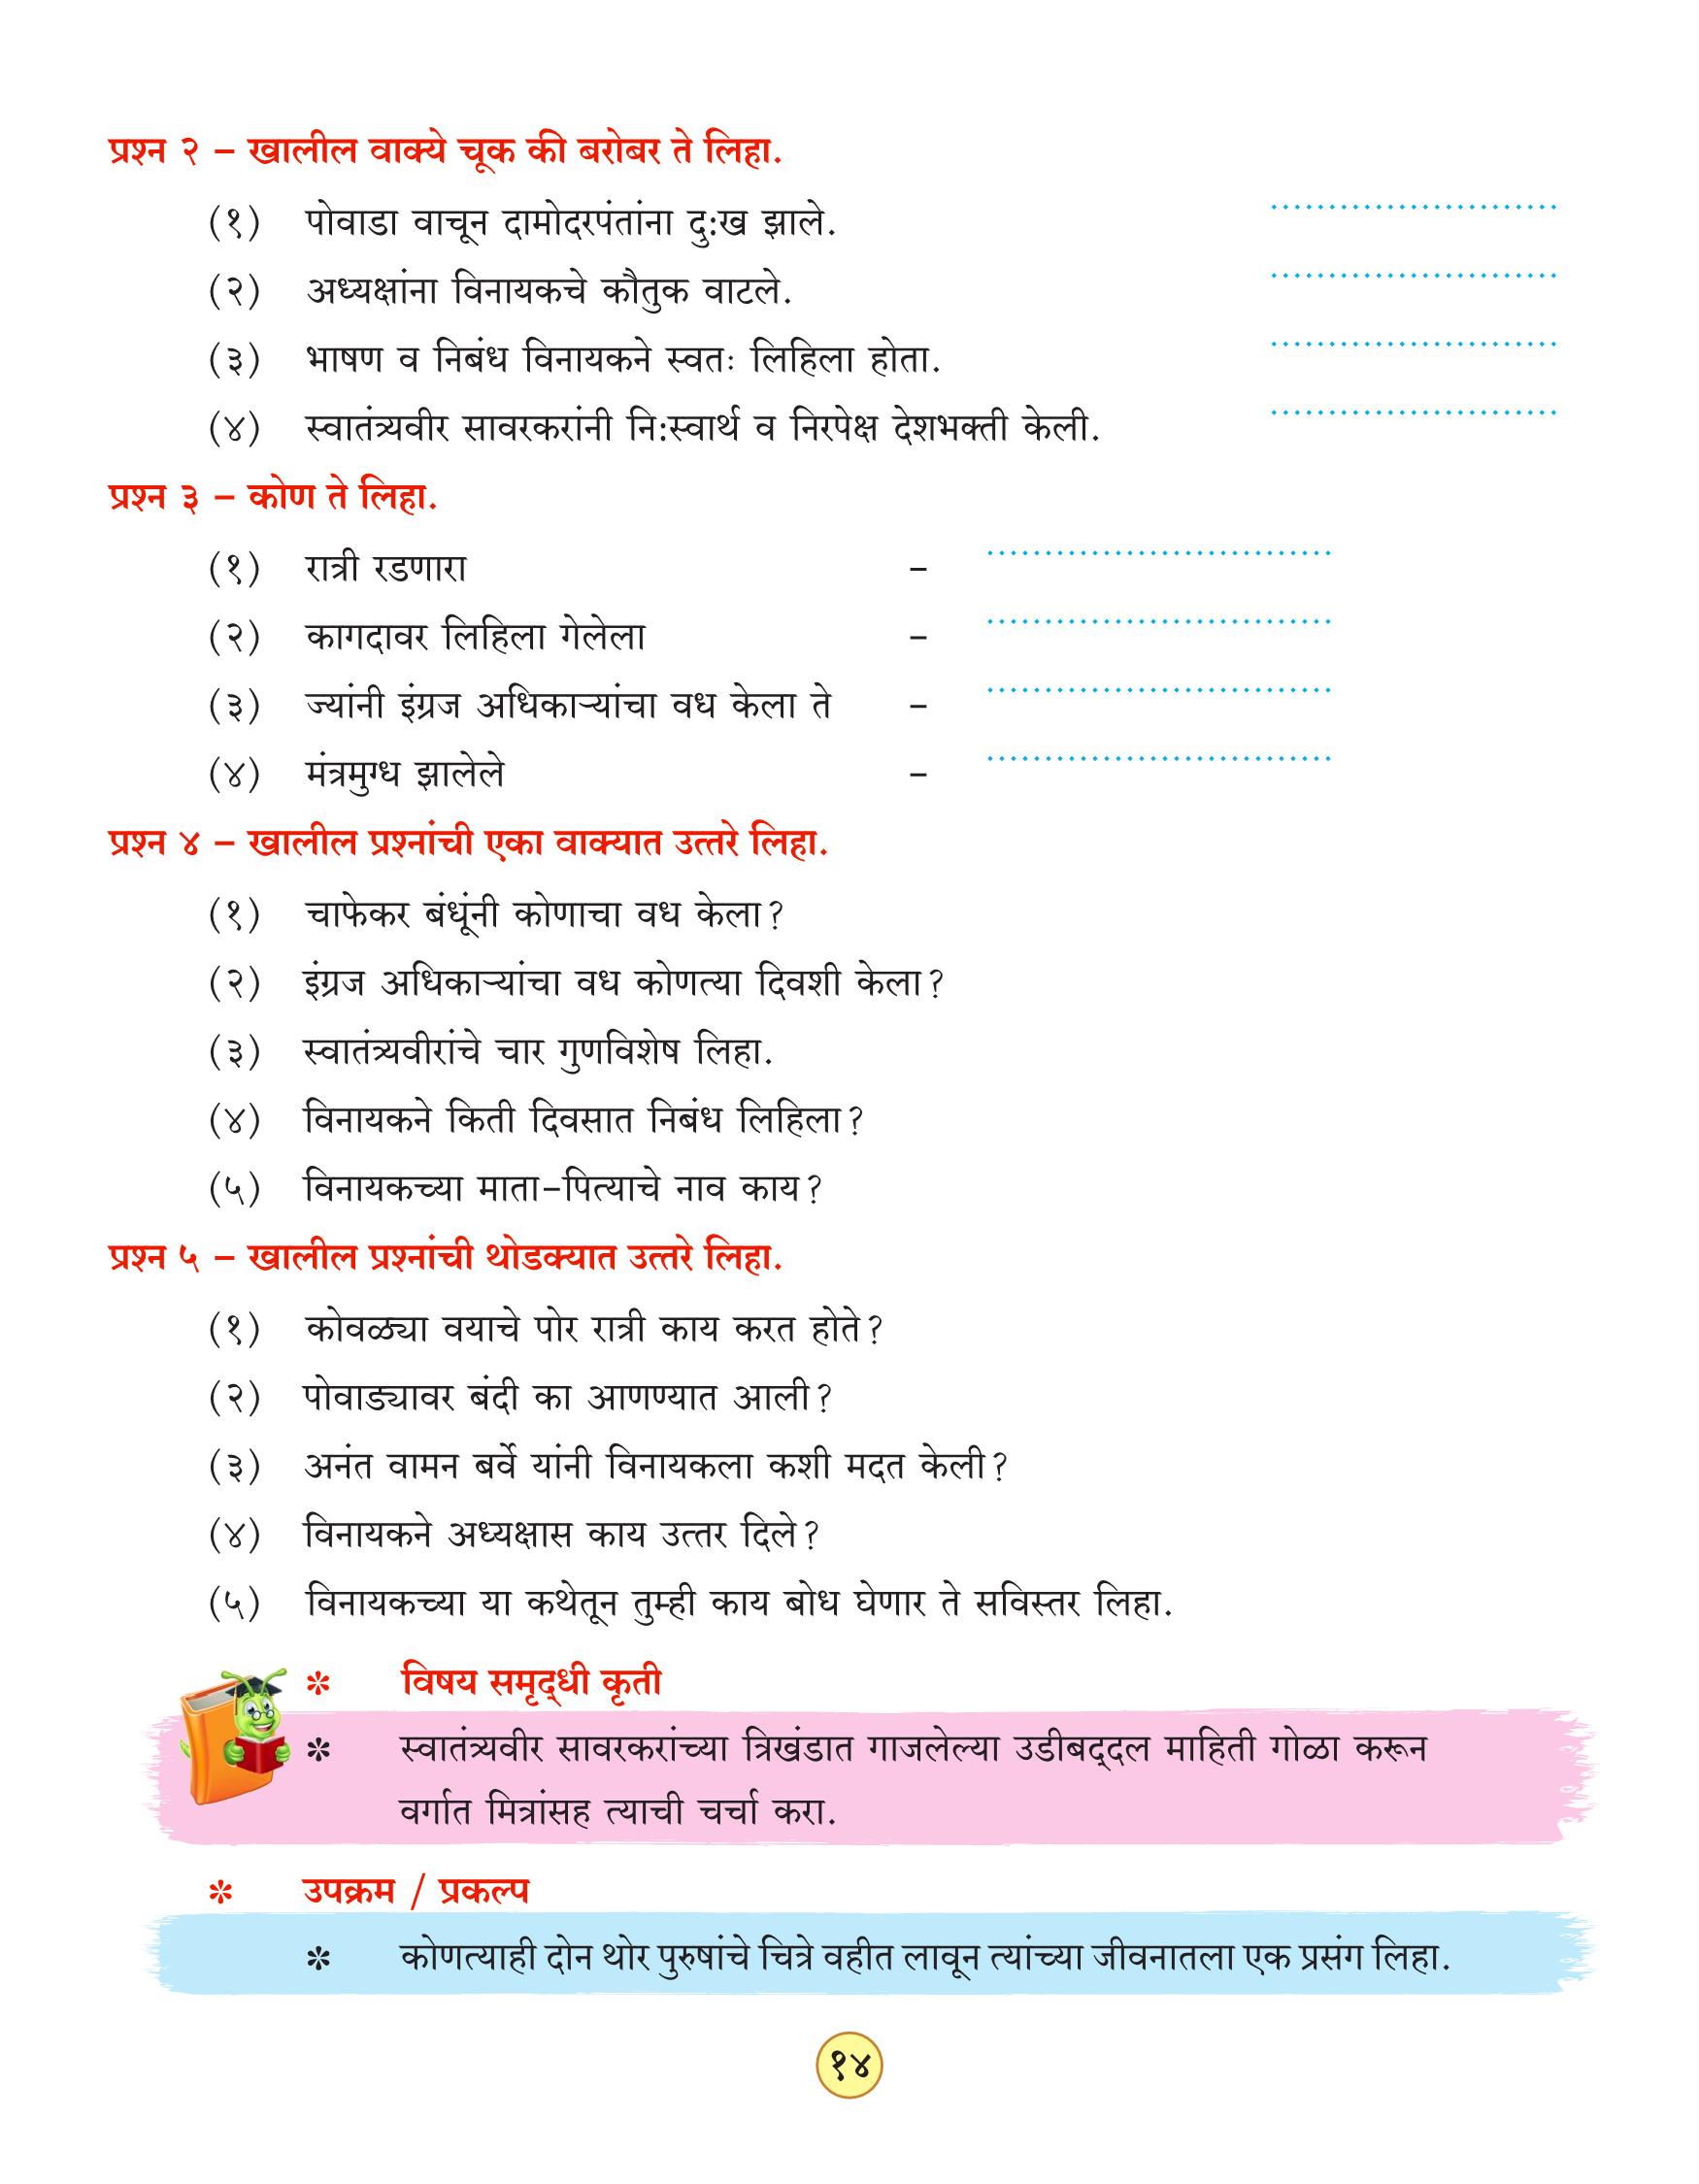 प्रश्न २ – खालील वाक्ये चूक की बरोबर ते लिहा.
(१) पोवाडा वाचून दामोदरपंतांना दु:ख झाले. .........................
(२) अध्यक्षांना विनायकचे कौतुक वाटले. .........................
(३) भाषण व निबंध विनायकने स्वतः लिहिला होता. .........................
(४) स्वातंत्र्यवीर सावरकरांनी नि:स्वार्थ व निरपेक्ष देशभक्ती केली. .........................
प्रश्न ३ – कोण ते लिहा.
(१) रात्री रडणारा – ..............................
(२) कागदावर लिहिला गेलेला – ..............................
(३) ज्यांनी इंग्रज अधिकाऱ्यांचा वध केला ते – ..............................
(४) मंत्रमुग्ध झालेले – ..............................
प्रश्न ४ – खालील प्रश्नांची एका वाक्यात उत्तरे लिहा.
(१) चाफेकर बंधूंनी कोणाचा वध केला?
(२) इंग्रज अधिकाऱ्यांचा वध कोणत्या दिवशी केला?
(३) स्वातंत्र्यवीरांचे चार गुणविशेष लिहा.
(४) विनायकने किती दिवसात निबंध लिहिला?
(५) विनायकच्या माता-पित्याचे नाव काय?
प्रश्न ५ – खालील प्रश्नांची थोडक्यात उत्तरे लिहा.
(१) कोवळ्या वयाचे पोर रात्री काय करत होते?
(२) पोवाड्यावर बंदी का आणण्यात आली?
(३) अनंत वामन बर्वे यांनी विनायकला कशी मदत केली?
(४) विनायकने अध्यक्षास काय उत्तर दिले?
(५) विनायकच्या या कथेतून तुम्ही काय बोध घेणार ते सविस्तर लिहा.
✻ विषय समृद्धी कृती
✻ स्वातंत्र्यवीर सावरकरांच्या त्रिखंडात गाजलेल्या उडीबद्दल माहिती गोळा करून
वर्गात मित्रांसह त्याची चर्चा करा.
✻ उपक्रम / प्रकल्प
✻ कोणत्याही दोन थोर पुरुषांचे चित्रे वहीत लावून त्यांच्या जीवनातला एक प्रसंग लिहा.
१४